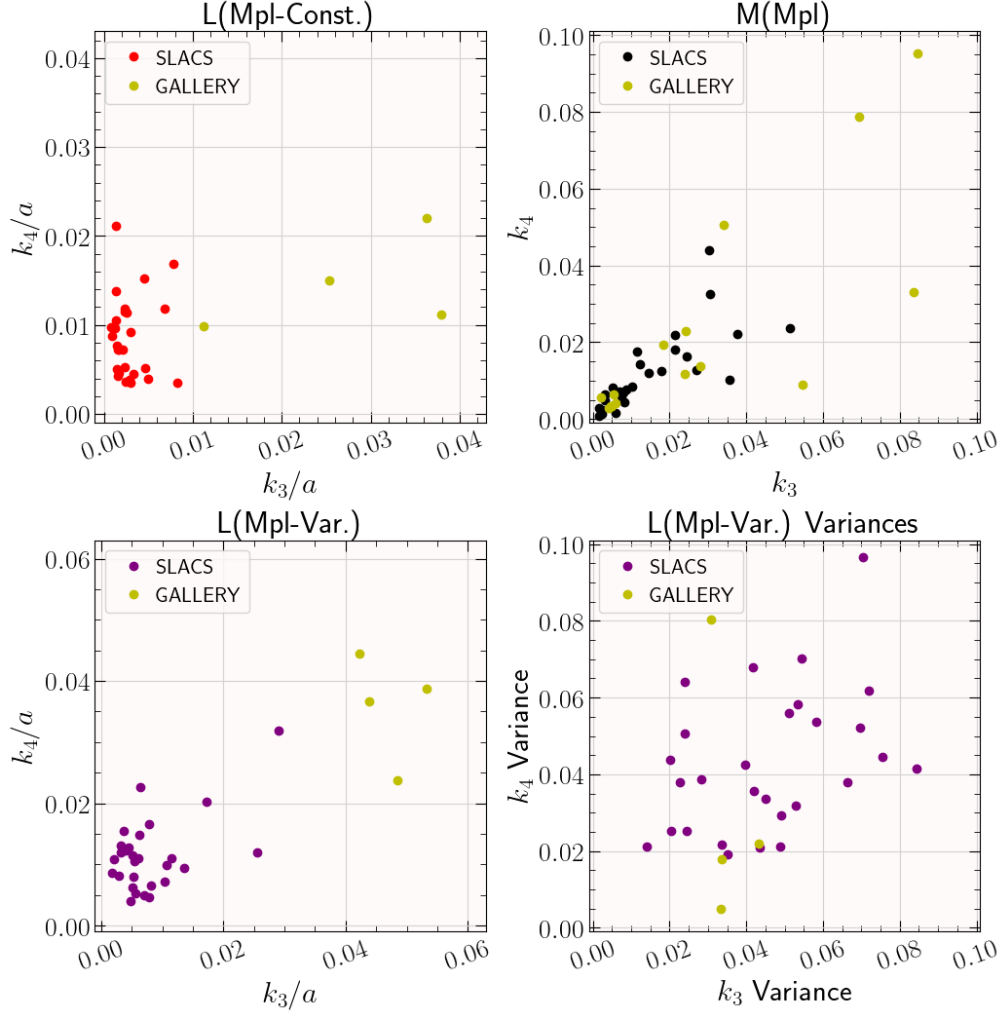 L(Mpl-Const.)
SLACS
GALLERY
0.04
0.03
0.02
0.01
0.00
k₄/a
0.00 0.01 0.02 0.03 0.04
k₃/a
M(Mpl)
SLACS
GALLERY
0.10
0.08
0.06
0.04
0.02
0.00
k₄
0.00 0.02 0.04 0.06 0.08 0.10
k₃
L(Mpl-Var.)
SLACS
GALLERY
0.06
0.04
0.02
0.00
k₄/a
0.00 0.02 0.04 0.06
k₃/a
L(Mpl-Var.) Variances
SLACS
GALLERY
0.10
0.08
0.06
0.04
0.02
0.00
k₄ Variance
0.00 0.02 0.04 0.06 0.08 0.10
k₃ Variance